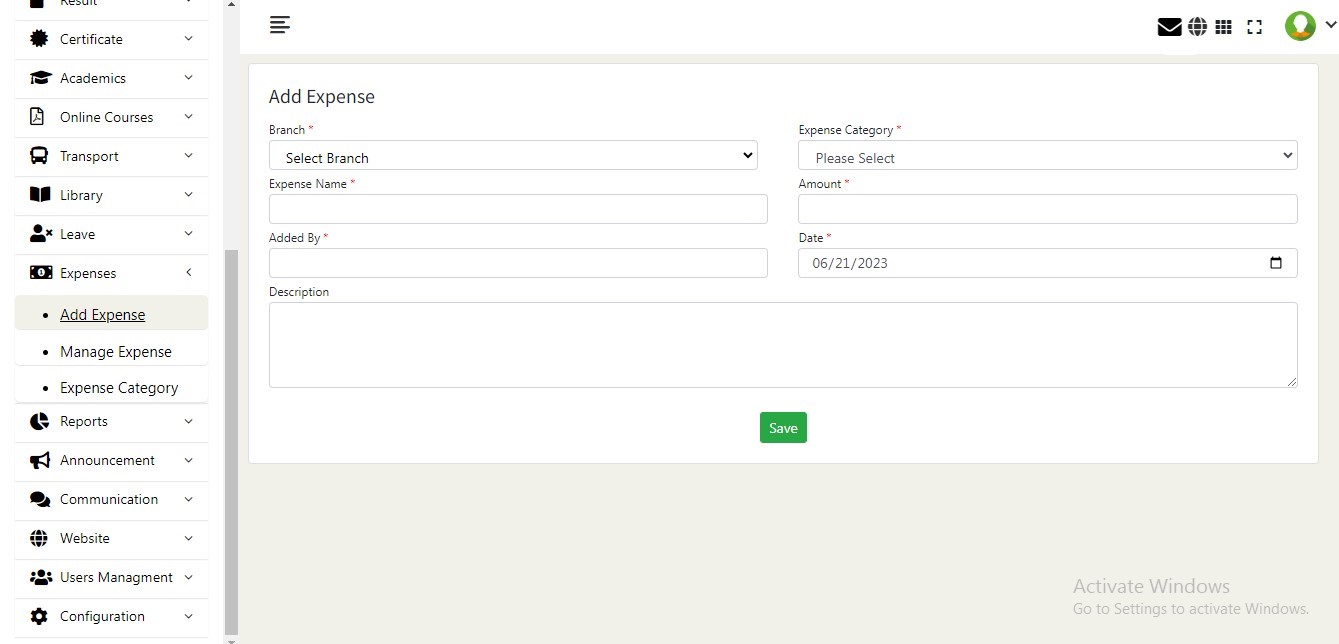 Result
Certificate
Academics
Online Courses
Transport
Library
Leave
Expenses
Add Expense
Manage Expense
Expense Category
Reports
Announcement
Communication
Website
Users Managment
Configuration
Add Expense
Branch *
Expense Category *
Select Branch
Please Select
Expense Name *
Amount *
Added By *
Date *
06/21/2023
Description
Save
Activate Windows
Go to Settings to activate Windows.